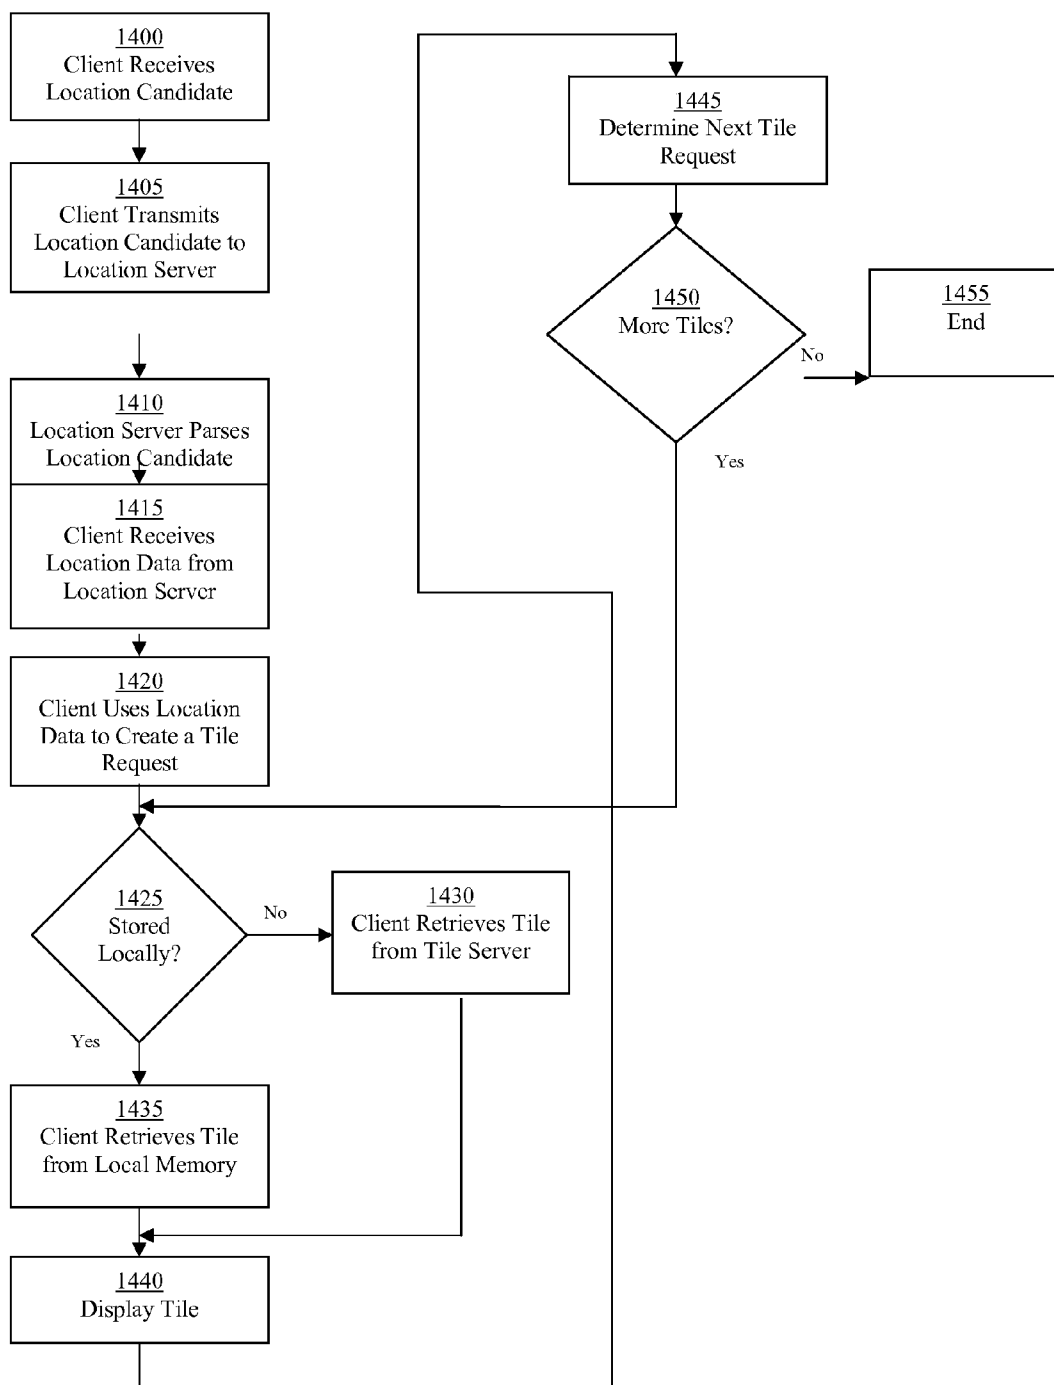 1400
Client Receives
Location Candidate
1405
Client Transmits
Location Candidate to
Location Server
1410
Location Server Parses
Location Candidate
1415
Client Receives
Location Data from
Location Server
1420
Client Uses Location
Data to Create a Tile
Request
1425
Stored
Locally?
No
1430
Client Retrieves Tile
from Tile Server
Yes
1435
Client Retrieves Tile
from Local Memory
1440
Display Tile
1445
Determine Next Tile
Request
1450
More Tiles?
No
1455
End
Yes